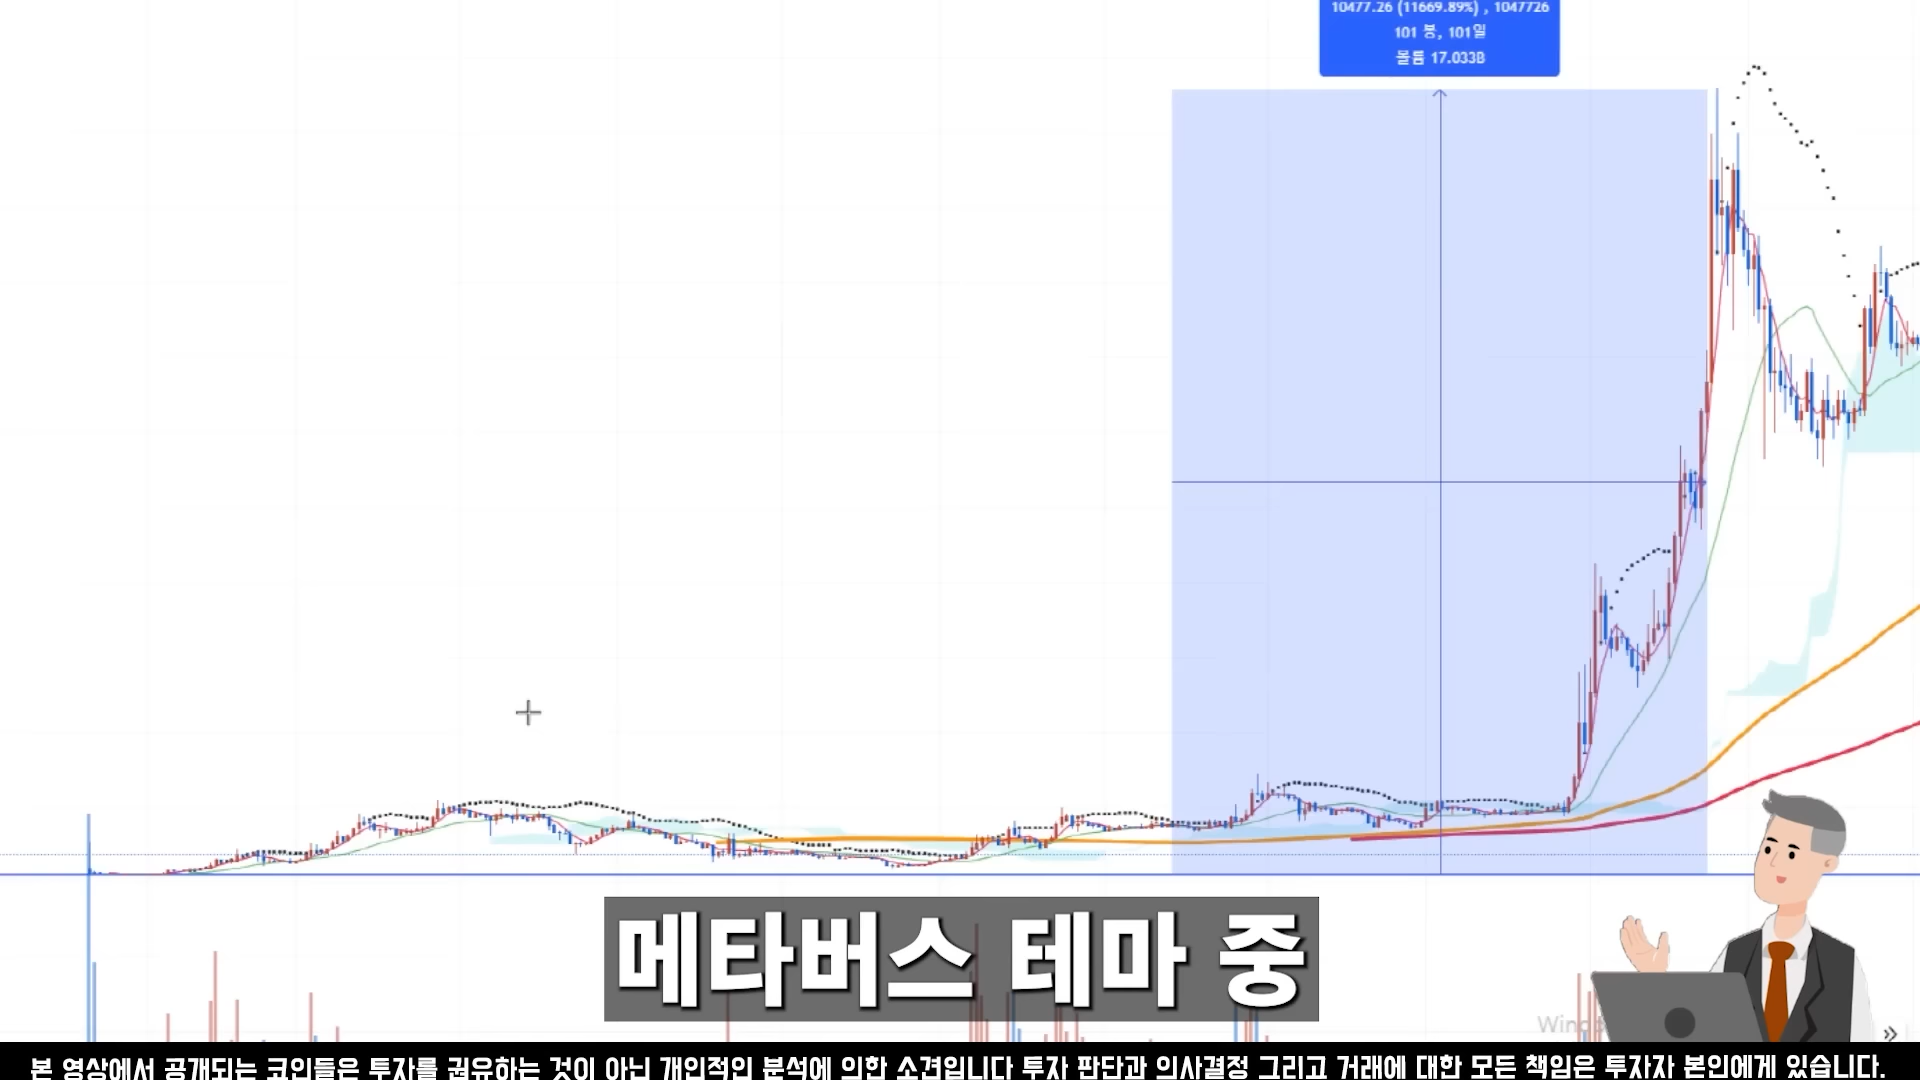 10477.26 (11669.89%) , 1047726
101 봉, 101일
볼륨 17.033B
메타버스 테마 중
본 영상에서 공개되는 코인들은 투자를 권유하는 것이 아닌 개인적인 분석에 의한 소견입니다 투자 판단과 의사결정 그리고 거래에 대한 모든 책임은 투자자 본인에게 있습니다.